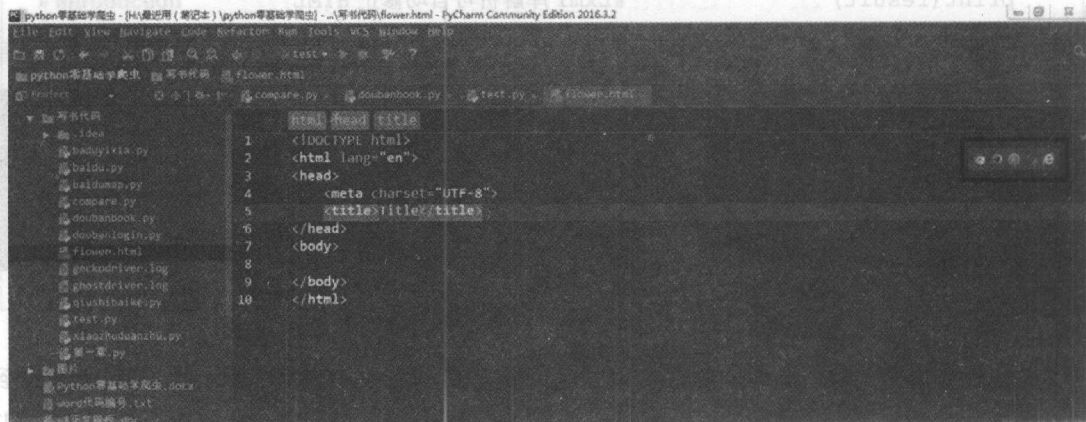 python零基础学爬虫 - [H:\最近用(笔记本)\python零基础学爬虫] - ...\写书代码\flower.html - PyCharm Community Edition 2016.3.2
File Edit View Navigate Code Refactor Run Tools VCS Window Help
test
python零基础学爬虫 写书代码 flower.html
Project compare.py doubanbook.py test.py flower.html
写书代码 html head title
.idea 1 <!DOCTYPE html>
baduyixia.py 2 <html lang="en">
baidu.py 3 <head>
baidumap.py 4 <meta charset="UTF-8">
compare.py 5 <title>Title</title>
doubanbook.py 6 </head>
doubanlogin.py 7 <body>
flower.html 8
geckodriver.log 9 </body>
ghostdriver.log 10 </html>
qiushibaike.py
test.py
xiaozhuduanzhu.py
第一章.py
图片
Python零基础学爬虫.docx
word代码编号.txt